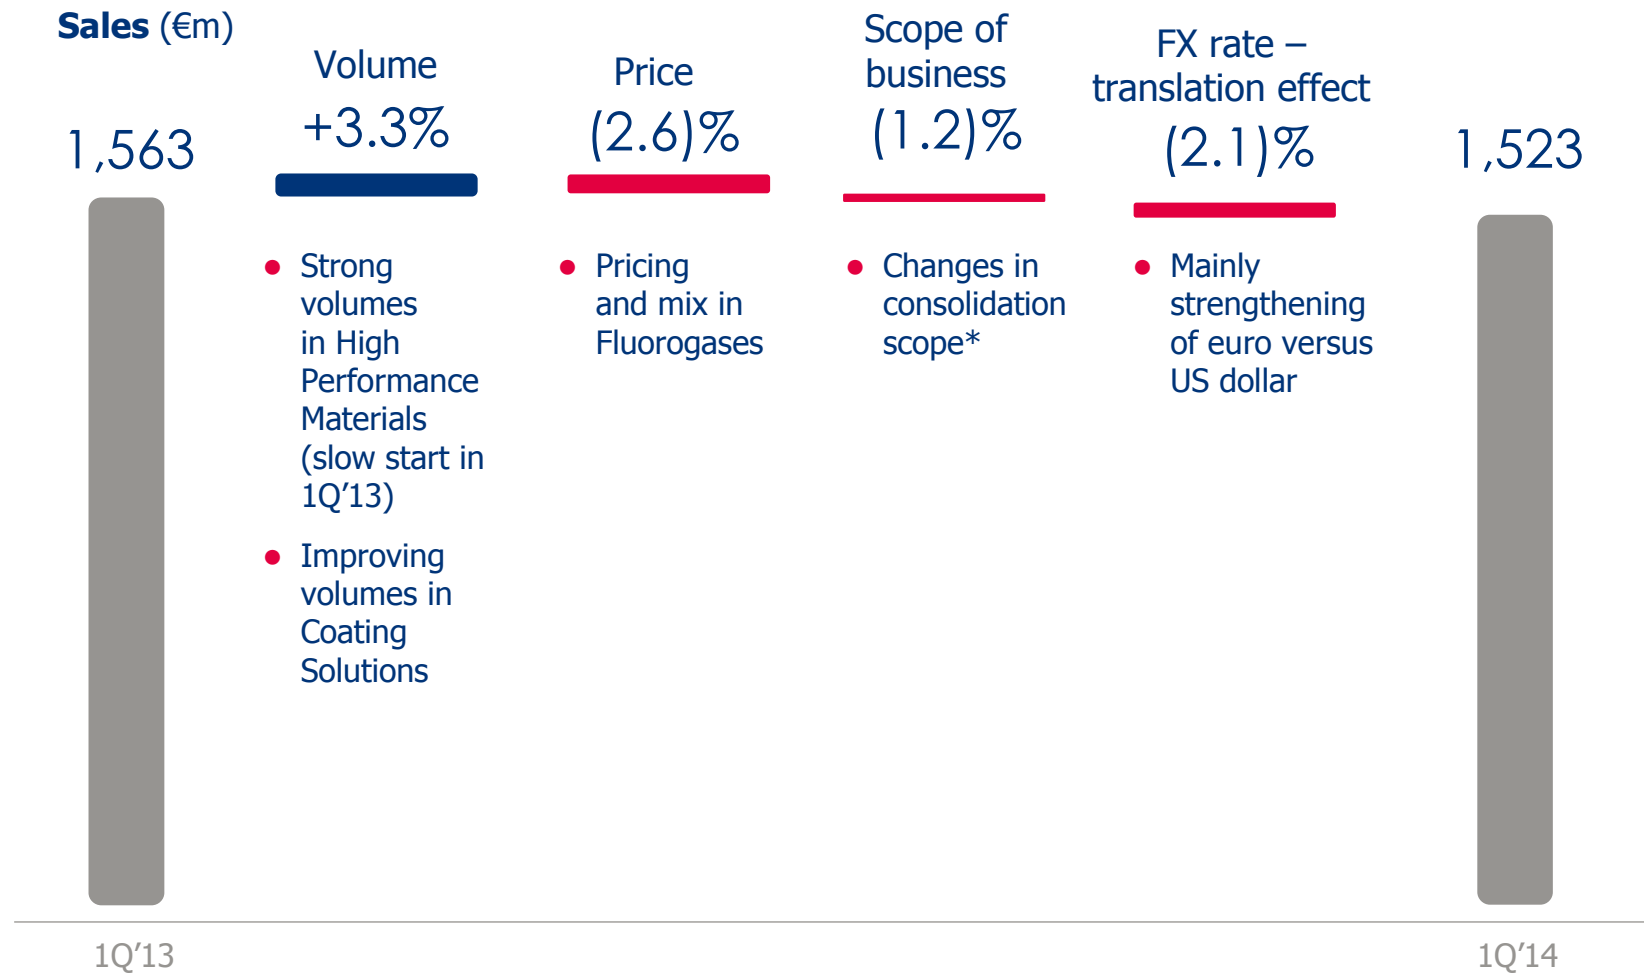 Sales (€m)
1,563
Volume
+3.3%
Price
(2.6)%
Scope of
business
(1.2)%
FX rate –
translation effect
(2.1)%
1,523
● Strong
volumes
in High
Performance
Materials
(slow start in
1Q’13)
● Improving
volumes in
Coating
Solutions
● Pricing
and mix in
Fluorogases
● Changes in
consolidation
scope*
● Mainly
strengthening
of euro versus
US dollar
1Q’13
1Q’14